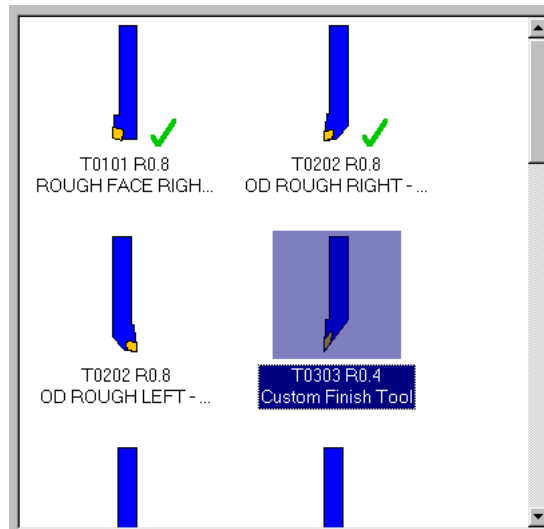 T0101 R0.8
ROUGH FACE RIGH...
T0202 R0.8
OD ROUGH RIGHT - ...
T0202 R0.8
OD ROUGH LEFT - ...
T0303 R0.4
Custom Finish Tool